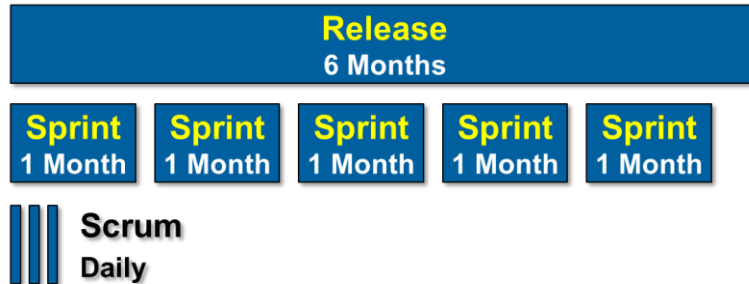 Release
6 Months
Sprint Sprint Sprint Sprint Sprint
1 Month 1 Month 1 Month 1 Month 1 Month
Scrum
Daily